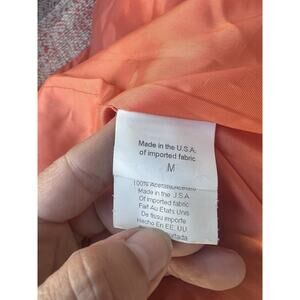 Made in the U.S.A.
of imported fabric
M
100% Acetate
Made in the .J.S.A
Of imported fabric
Fait Au Etats Unis
De tissu importe
Hecho En EE. UU.